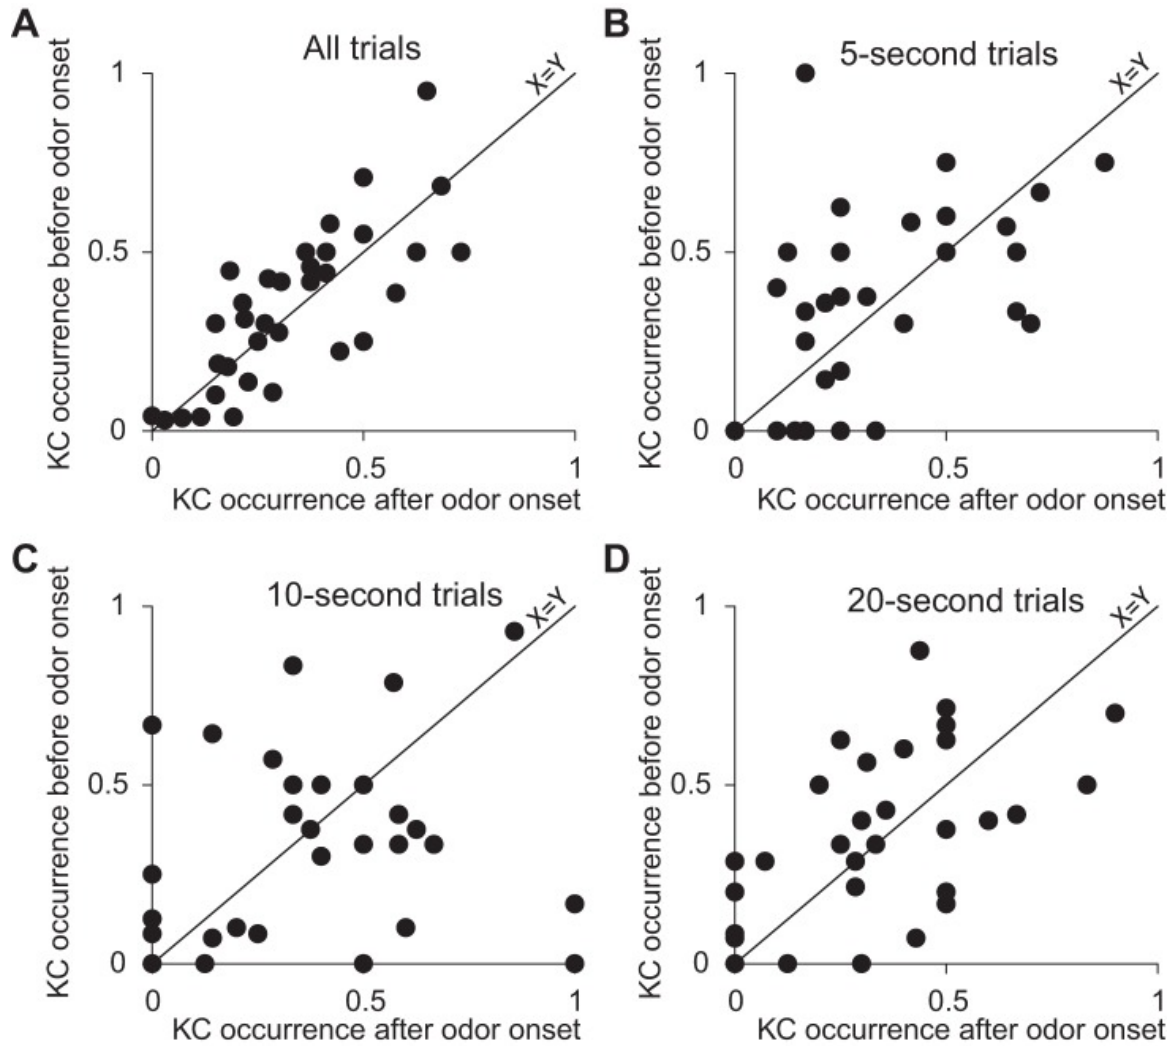 A
All trials
KC occurrence before odor onset
1
0.5
0
X=Y
0
0.5
1
KC occurrence after odor onset
B
5-second trials
KC occurrence before odor onset
1
0.5
0
X=Y
0
0.5
1
KC occurrence after odor onset
C
10-second trials
KC occurrence before odor onset
1
0.5
0
X=Y
0
0.5
1
KC occurrence after odor onset
D
20-second trials
KC occurrence before odor onset
1
0.5
0
X=Y
0
0.5
1
KC occurrence after odor onset